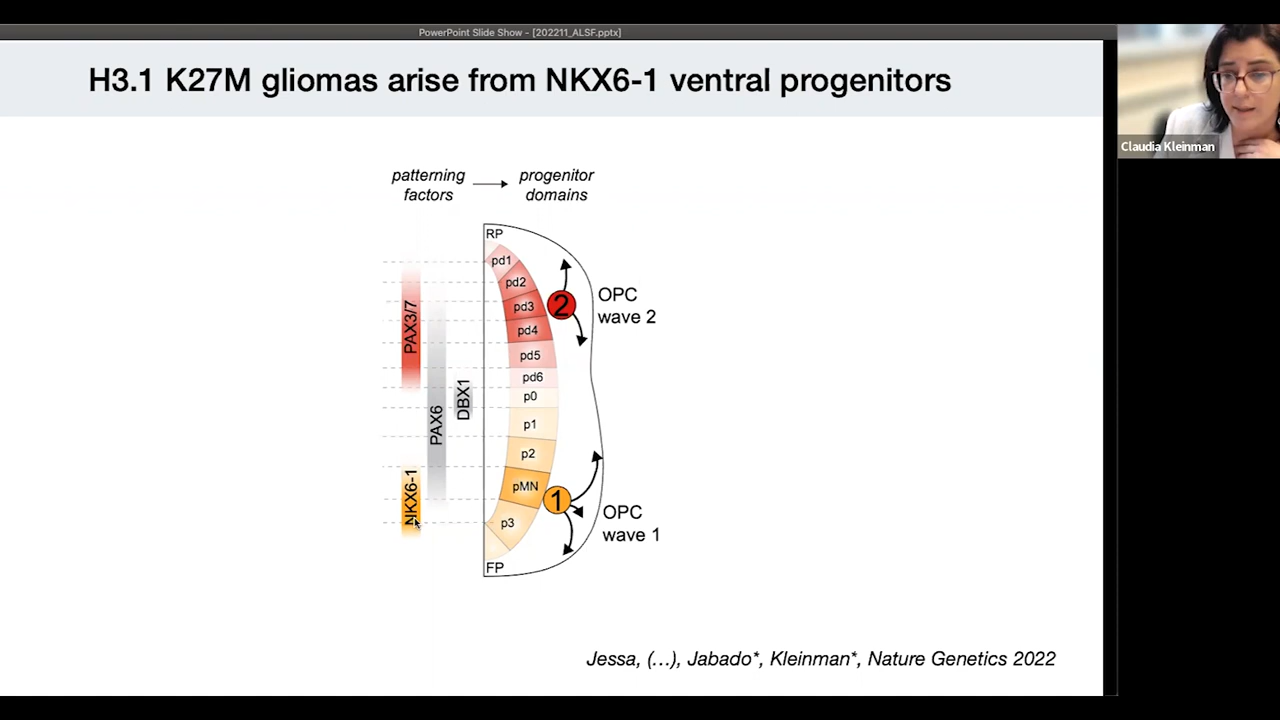 PowerPoint Slide Show - [202211_ALSF.pptx]
H3.1 K27M gliomas arise from NKX6-1 ventral progenitors
Claudia Kleinman
patterning
factors
progenitor
domains
RP
pd1
pd2
pd3
pd4
pd5
pd6
p0
p1
p2
pMN
p3
FP
PAX3/7
PAX6
DBX1
NKX6-1
2
OPC
wave 2
1
OPC
wave 1
Jessa, (…), Jabado*, Kleinman*, Nature Genetics 2022